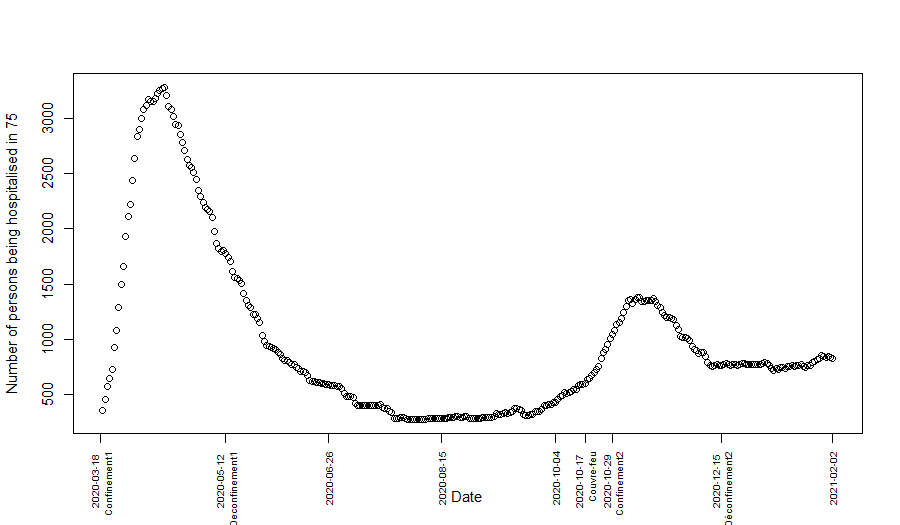 Number of persons being hospitalised in 75
3000
2500
2000
1500
1000
500
2020-03-18
Confinement1
2020-05-12
Déconfinement1
2020-06-26
2020-08-15
2020-10-04
2020-10-17
Couvre-feu
2020-10-29
Confinement2
2020-12-15
Déconfinement2
2021-02-02
Date